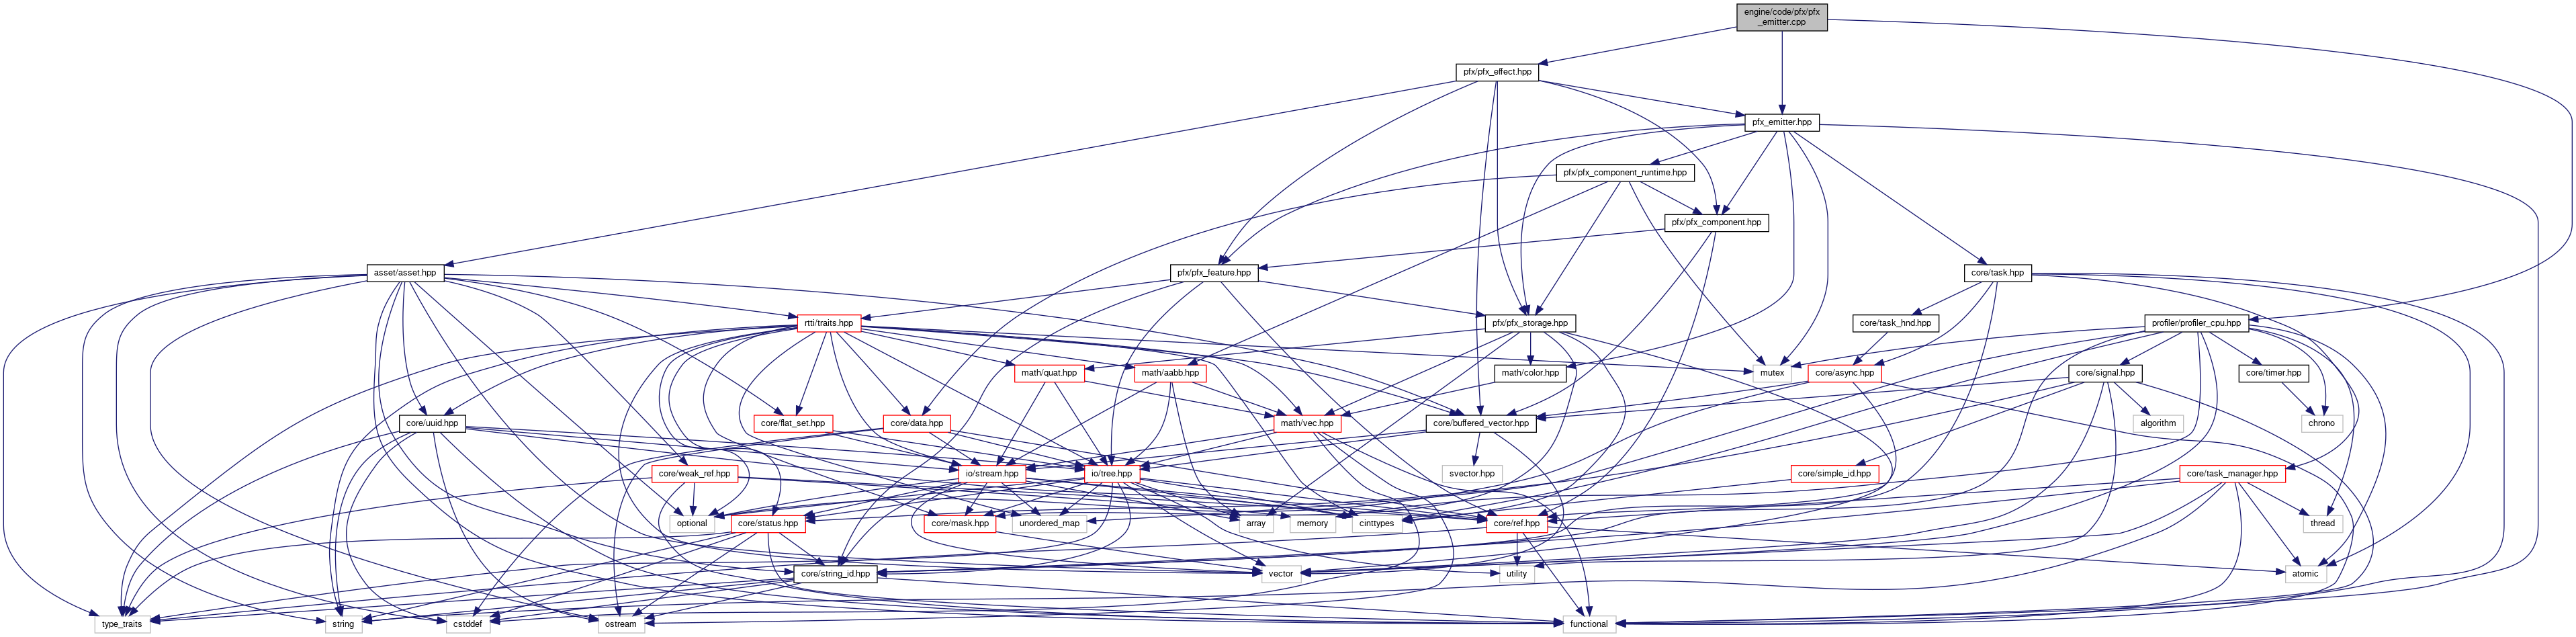 engine/code/pfx/pfx
_emitter.cpp
pfx/pfx_effect.hpp
pfx_emitter.hpp
pfx/pfx_component_runtime.hpp
pfx/pfx_component.hpp
asset/asset.hpp
pfx/pfx_feature.hpp
core/task.hpp
rtti/traits.hpp
pfx/pfx_storage.hpp
core/task_hnd.hpp
profiler/profiler_cpu.hpp
math/quat.hpp
math/aabb.hpp
math/color.hpp
mutex
core/async.hpp
core/signal.hpp
core/timer.hpp
core/uuid.hpp
core/flat_set.hpp
core/data.hpp
math/vec.hpp
core/buffered_vector.hpp
algorithm
chrono
core/weak_ref.hpp
io/stream.hpp
io/tree.hpp
svector.hpp
core/simple_id.hpp
core/task_manager.hpp
optional
core/status.hpp
core/mask.hpp
unordered_map
array
memory
cinttypes
core/ref.hpp
thread
core/string_id.hpp
vector
utility
atomic
type_traits
string
cstddef
ostream
functional